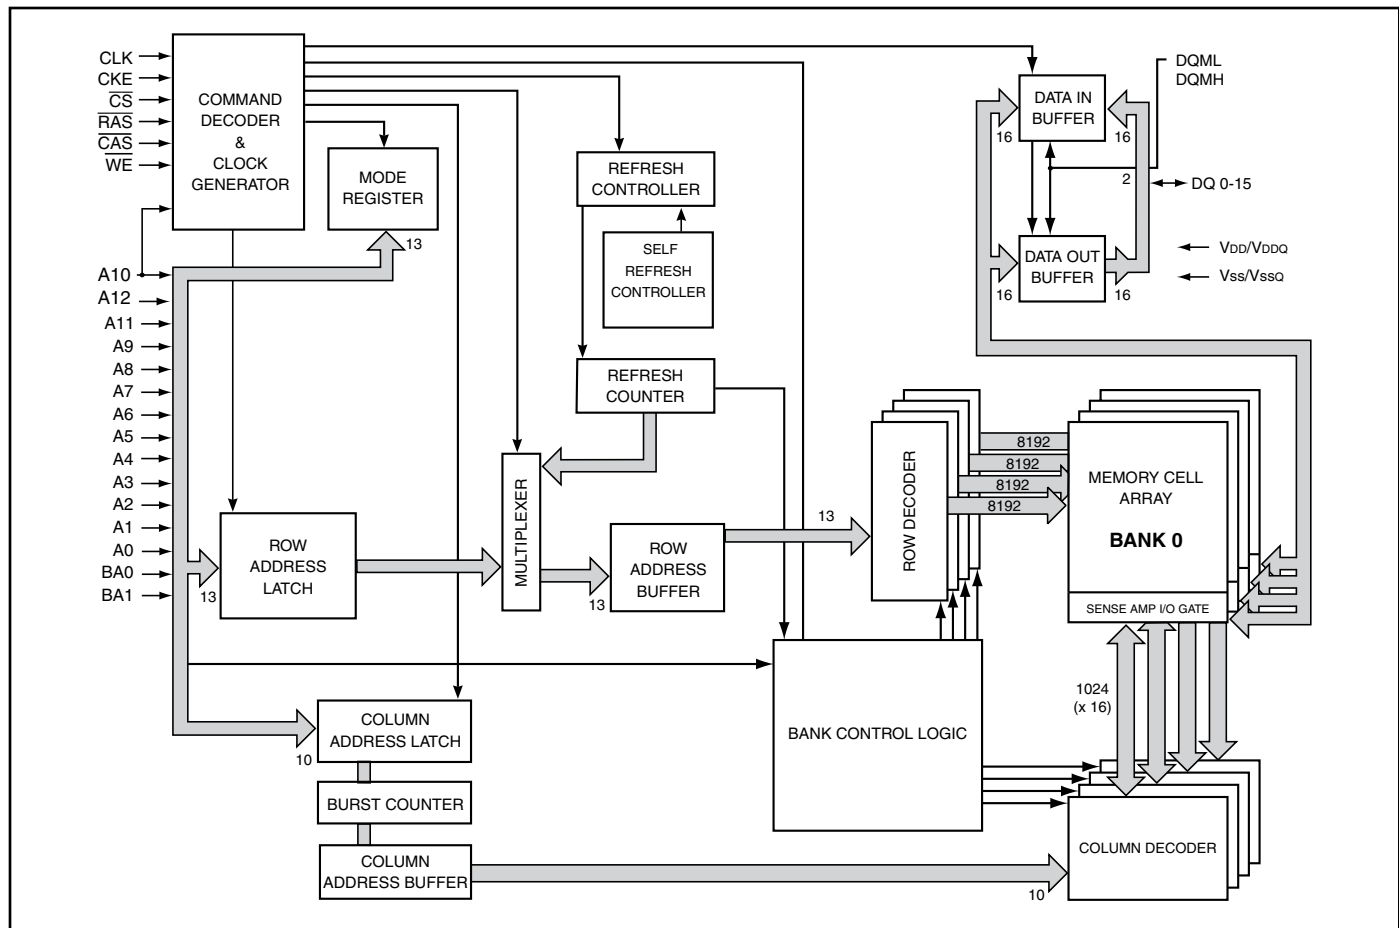 CLK
CKE
CS
RAS
CAS
WE
A10
A12
A11
A9
A8
A7
A6
A5
A4
A3
A2
A1
A0
BA0
BA1
COMMAND
DECODER
&
CLOCK
GENERATOR
MODE
REGISTER
13
REFRESH
CONTROLLER
SELF
REFRESH
CONTROLLER
REFRESH
COUNTER
DATA IN
BUFFER
16
16
DQML
DQMH
2
DQ 0-15
DATA OUT
BUFFER
16
16
VDD/VDDQ
Vss/VssQ
13
ROW
ADDRESS
LATCH
MULTIPLEXER
13
ROW
ADDRESS
BUFFER
13
ROW DECODER
8192
8192
8192
8192
MEMORY CELL
ARRAY
BANK 0
SENSE AMP I/O GATE
BANK CONTROL LOGIC
1024
(x 16)
10
COLUMN
ADDRESS LATCH
BURST COUNTER
COLUMN
ADDRESS BUFFER
10
COLUMN DECODER